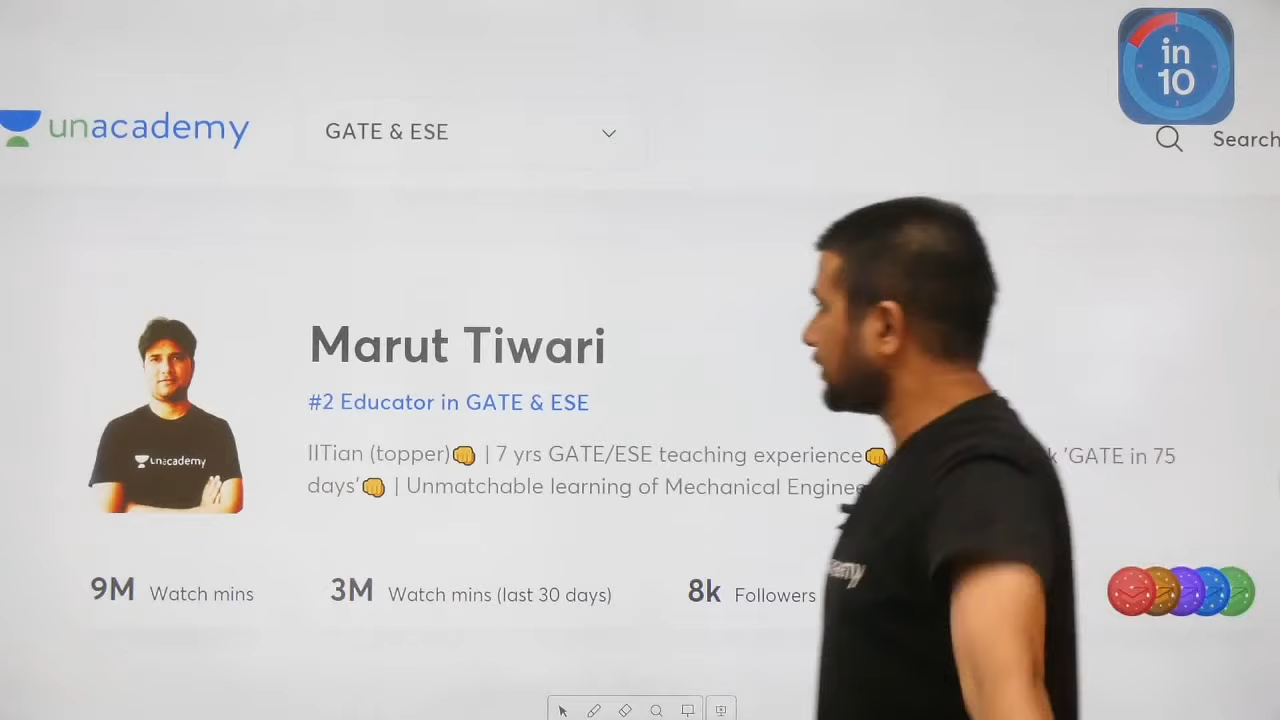 in
10
unacademy
GATE & ESE
Search
Marut Tiwari
#2 Educator in GATE & ESE
unacademy
IITian (topper)👊 | 7 yrs GATE/ESE teaching experience👊 'GATE in 75
days'👊 | Unmatchable learning of Mechanical
9M Watch mins
3M Watch mins (last 30 days)
8k Followers